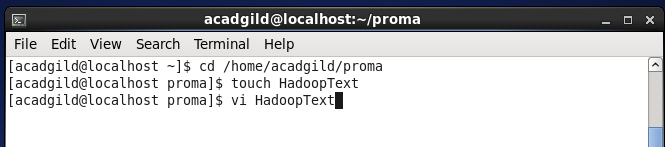 acadgild@localhost:~/proma
File Edit View Search Terminal Help
[acadgild@localhost ~]$ cd /home/acadgild/proma
[acadgild@localhost proma]$ touch HadoopText
[acadgild@localhost proma]$ vi HadoopText